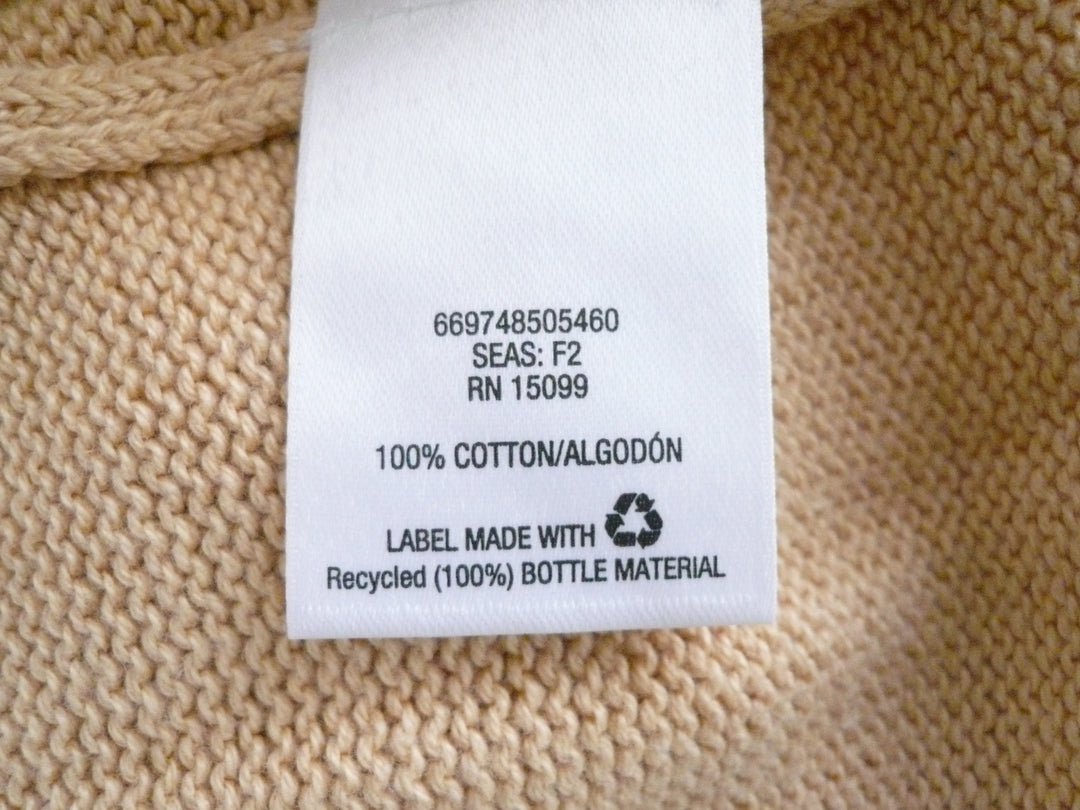 669748505460
SEAS: F2
RN 15099
100% COTTON/ALGODÓN
LABEL MADE WITH
Recycled (100%) BOTTLE MATERIAL